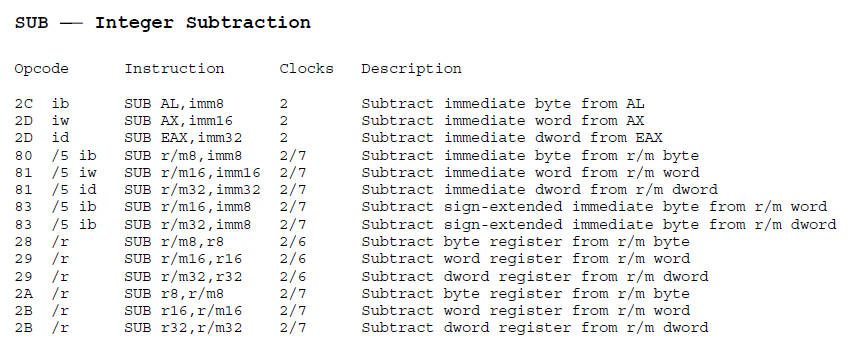 SUB –– Integer Subtraction
Opcode Instruction Clocks Description
2C ib SUB AL,imm8 2 Subtract immediate byte from AL
2D iw SUB AX,imm16 2 Subtract immediate word from AX
2D id SUB EAX,imm32 2 Subtract immediate dword from EAX
80 /5 ib SUB r/m8,imm8 2/7 Subtract immediate byte from r/m byte
81 /5 iw SUB r/m16,imm16 2/7 Subtract immediate word from r/m word
81 /5 id SUB r/m32,imm32 2/7 Subtract immediate dword from r/m dword
83 /5 ib SUB r/m16,imm8 2/7 Subtract sign-extended immediate byte from r/m word
83 /5 ib SUB r/m32,imm8 2/7 Subtract sign-extended immediate byte from r/m dword
28 /r SUB r/m8,r8 2/6 Subtract byte register from r/m byte
29 /r SUB r/m16,r16 2/6 Subtract word register from r/m word
29 /r SUB r/m32,r32 2/6 Subtract dword register from r/m dword
2A /r SUB r8,r/m8 2/7 Subtract byte register from r/m byte
2B /r SUB r16,r/m16 2/7 Subtract word register from r/m word
2B /r SUB r32,r/m32 2/7 Subtract dword register from r/m dword